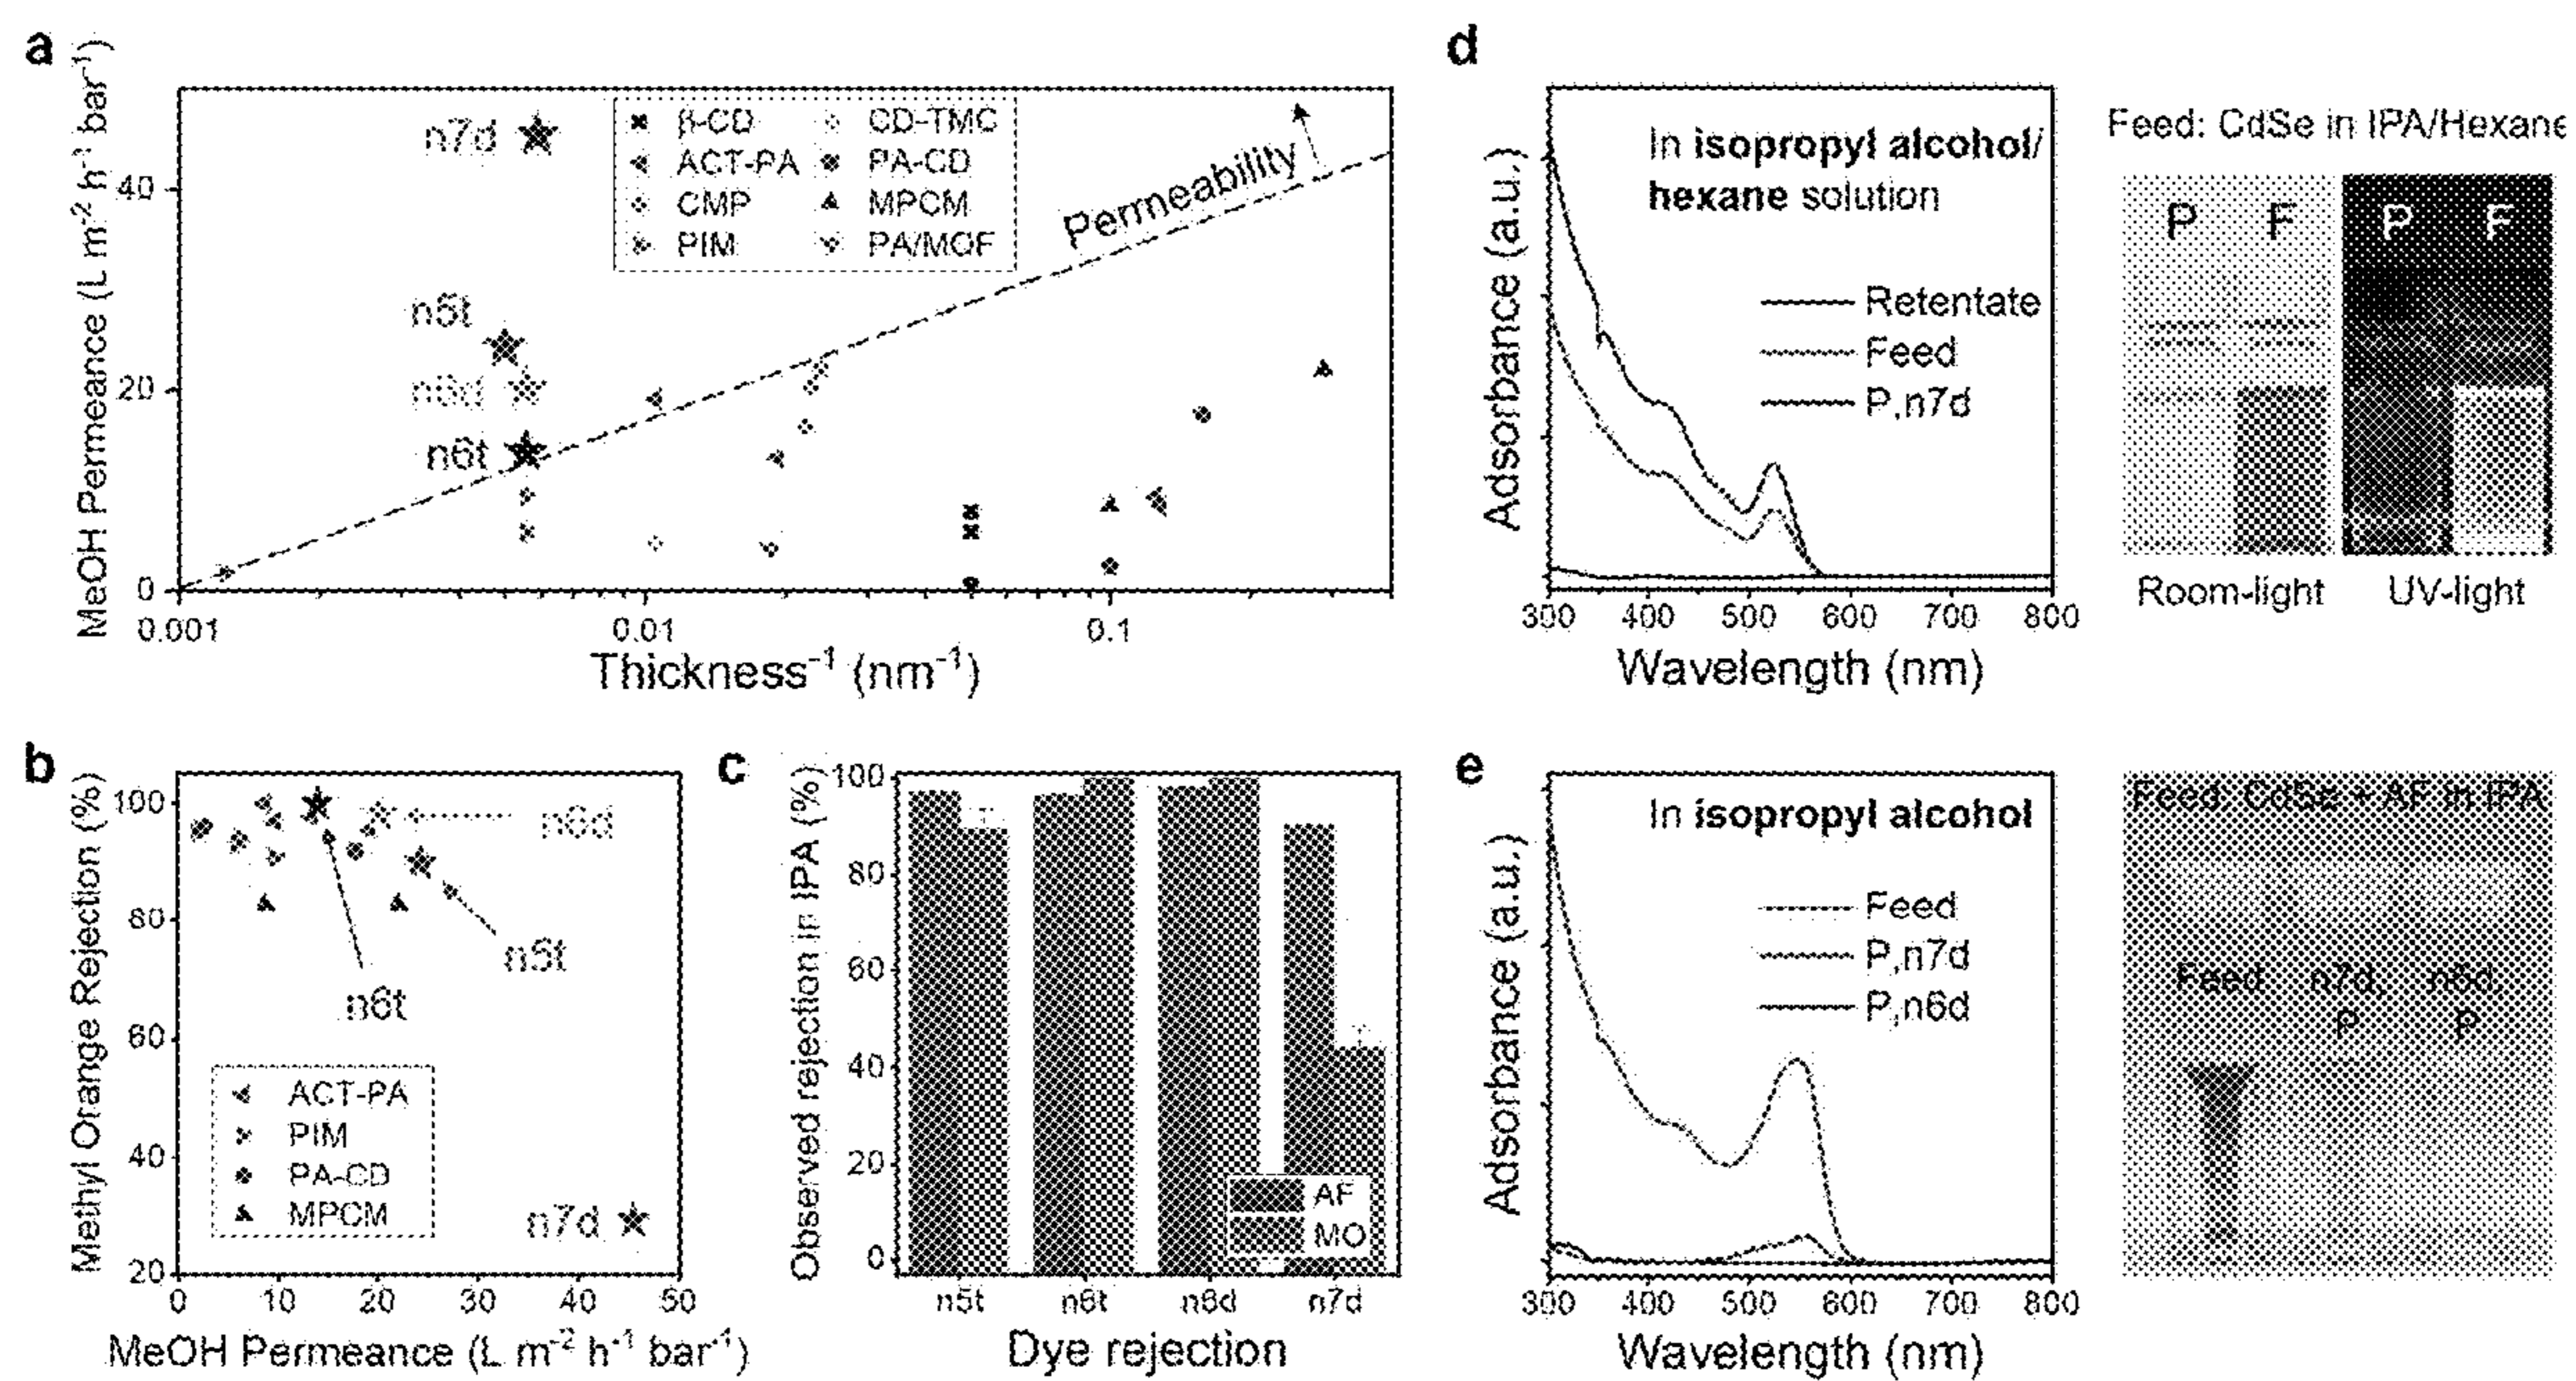 a
MeOH Permeance (L m⁻² h⁻¹ bar⁻¹)
40
20
0
n7d
n5t
n6d
n6t
β-CD
ACT-PA
CMP
PIM
CD-TMC
PA-CD
MPCM
PA/MOF
Permeability
0.001
0.01
0.1
Thickness⁻¹ (nm⁻¹)
d
Adsorbance (a.u.)
In isopropyl alcohol/
hexane solution
Retentate
Feed
P,n7d
300 400 500 600 700 800
Wavelength (nm)
Feed: CdSe in IPA/Hexane
P F P F
Room-light UV-light
b
Methyl Orange Rejection (%)
100
80
60
40
20
n6d
n5t
n6t
n7d
ACT-PA
PIM
PA-CD
MPCM
0 10 20 30 40 50
MeOH Permeance (L m⁻² h⁻¹ bar⁻¹)
c
Observed rejection in IPA (%)
100
80
60
40
20
0
AF
MO
n5t n6t n6d n7d
Dye rejection
e
Adsorbance (a.u.)
In isopropyl alcohol
Feed
P,n7d
P,n6d
300 400 500 600 700 800
Wavelength (nm)
Feed: CdSe + AF in IPA
Feed n7d, n6d,
P P